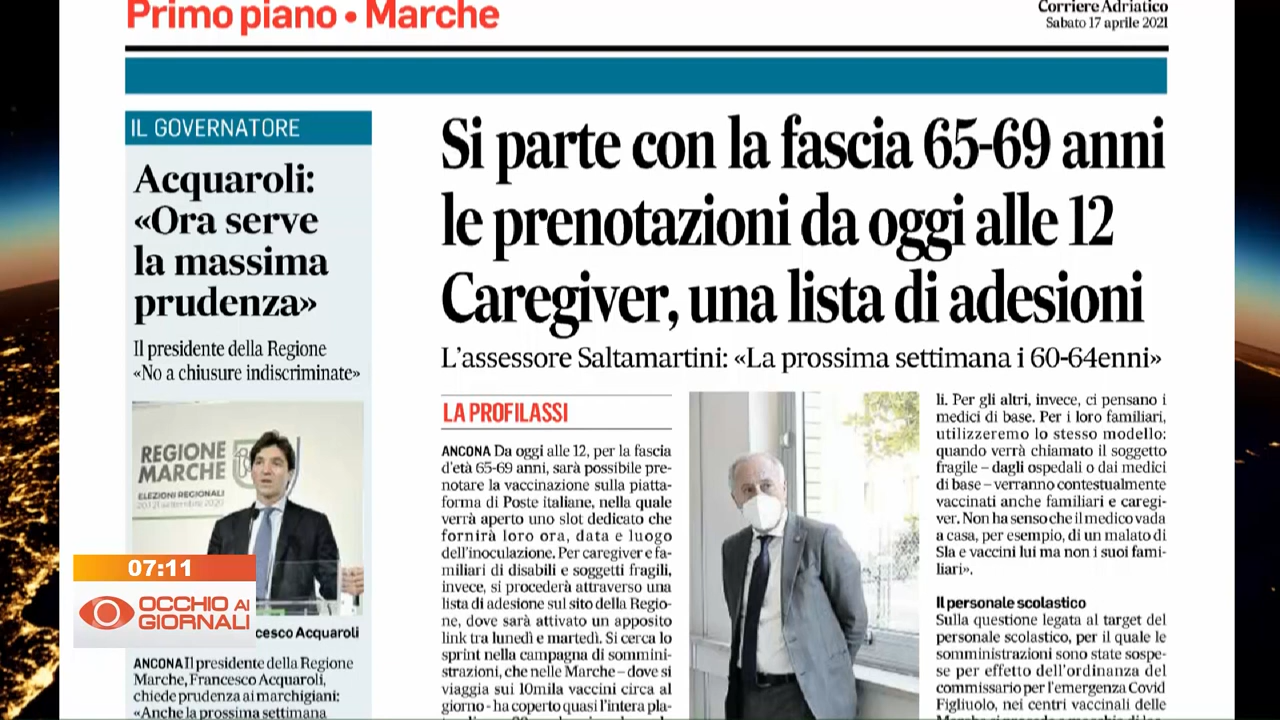 Primo piano • Marche
Corriere Adriatico
Sabato 17 aprile 2021
IL GOVERNATORE
Acquaroli:
«Ora serve
la massima
prudenza»
Il presidente della Regione
«No a chiusure indiscriminate»
REGIONE
MARCHE
ELEZIONI REGIONALI
cesco Acquaroli
ANCONA Il presidente della Regione
Marche, Francesco Acquaroli,
chiede prudenza ai marchigiani:
«Anche la prossima settimana
07:11
OCCHIO AI
GIORNALI
Si parte con la fascia 65-69 anni
le prenotazioni da oggi alle 12
Caregiver, una lista di adesioni
L'assessore Saltamartini: «La prossima settimana i 60-64enni»
LA PROFILASSI
ANCONA Da oggi alle 12, per la fascia
d'età 65-69 anni, sarà possibile pre-
notare la vaccinazione sulla piatta-
forma di Poste italiane, nella quale
verrà aperto uno slot dedicato che
fornirà loro ora, data e luogo
dell'inoculazione. Per caregiver e fa-
miliari di disabili e soggetti fragili,
invece, si procederà attraverso una
lista di adesione sul sito della Regio-
ne, dove sarà attivato un apposito
link tra lunedì e martedì. Si cerca lo
sprint nella campagna di sommini-
strazioni, che nelle Marche – dove si
viaggia sui 10mila vaccini circa al
giorno - ha coperto quasi l'intera pla-
li. Per gli altri, invece, ci pensano i
medici di base. Per i loro familiari,
utilizzeremo lo stesso modello:
quando verrà chiamato il soggetto
fragile – dagli ospedali o dai medici
di base – verranno contestualmente
vaccinati anche familiari e caregi-
ver. Non ha senso che il medico vada
a casa, per esempio, di un malato di
Sla e vaccini lui ma non i suoi fami-
liari».
Il personale scolastico
Sulla questione legata al target del
personale scolastico, per il quale le
somministrazioni sono state sospe-
se per effetto dell'ordinanza del
commissario per l'emergenza Covid
Figliuolo, nei centri vaccinali delle